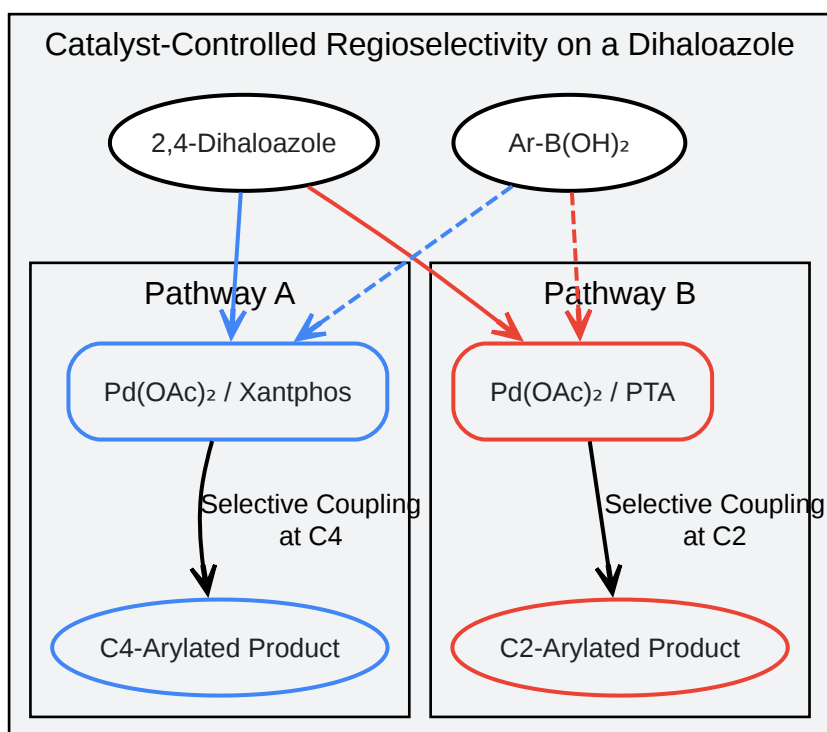 Catalyst-Controlled Regioselectivity on a Dihaloazole
2,4-Dihaloazole
Ar-B(OH)₂
Pathway A
Pathway B
Pd(OAc)₂ / Xantphos
Pd(OAc)₂ / PTA
Selective Coupling
at C4
Selective Coupling
at C2
C4-Arylated Product
C2-Arylated Product